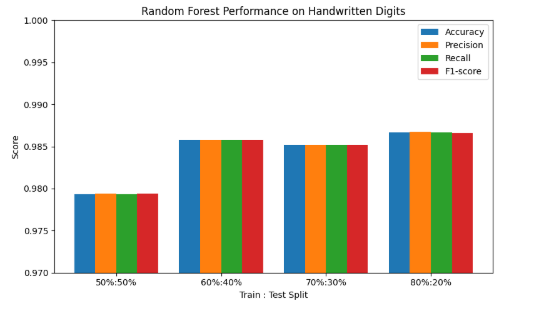 Random Forest Performance on Handwritten Digits
1.000
0.995
0.990
0.985
0.980
0.975
0.970
Score
Accuracy
Precision
Recall
F1-score
50%:50%
60%:40%
70%:30%
80%:20%
Train : Test Split